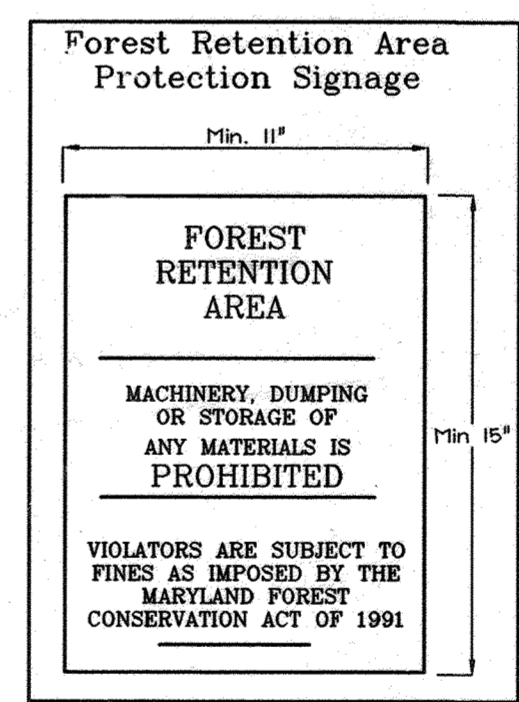 Forest Retention Area
Protection Signage
Min. 11"
FOREST
RETENTION
AREA
MACHINERY, DUMPING
OR STORAGE OF
ANY MATERIALS IS
PROHIBITED
Min 15"
VIOLATORS ARE SUBJECT TO
FINES AS IMPOSED BY THE
MARYLAND FOREST
CONSERVATION ACT OF 1991